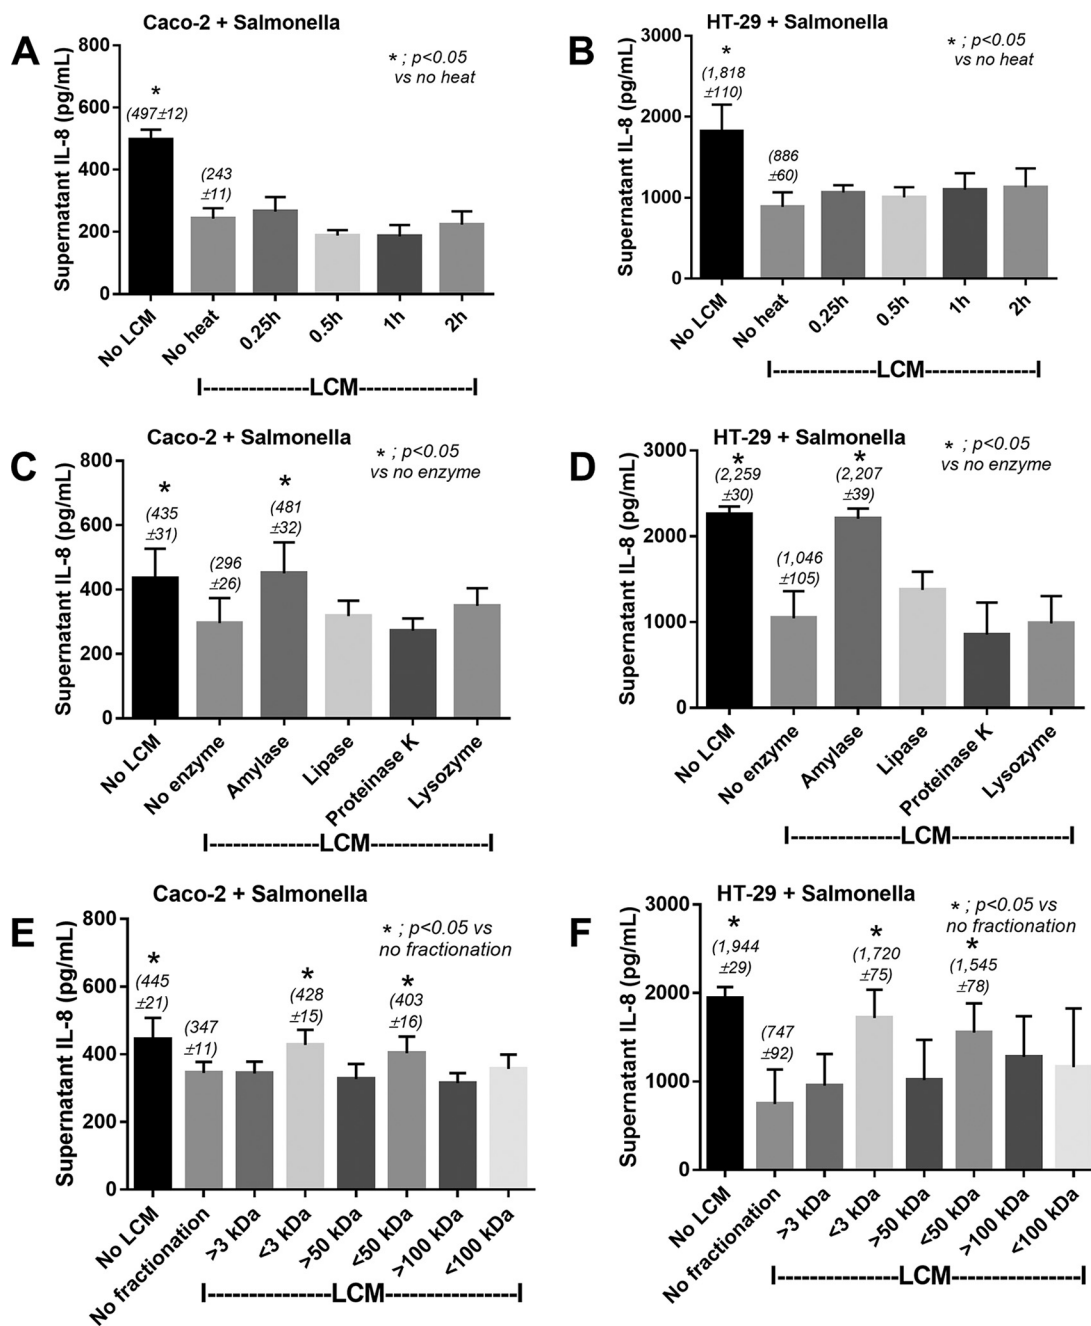 A
Caco-2 + Salmonella
* ; p<0.05
vs no heat
Supernatant IL-8 (pg/mL)
800
600
400
200
0
*
(497±12)
(243
±11)
No LCM
No heat
0.25h
0.5h
1h
2h
I---------------LCM----------------I
B
HT-29 + Salmonella
* ; p<0.05
vs no heat
Supernatant IL-8 (pg/mL)
3000
2000
1000
0
*
(1,818
±110)
(886
±60)
No LCM
No heat
0.25h
0.5h
1h
2h
I---------------LCM----------------I
C
Caco-2 + Salmonella
* ; p<0.05
vs no enzyme
Supernatant IL-8 (pg/mL)
800
600
400
200
0
*
(435
±31)
(296
±26)
*
(481
±32)
No LCM
No enzyme
Amylase
Lipase
Proteinase K
Lysozyme
I---------------LCM----------------I
D
HT-29 + Salmonella
* ; p<0.05
vs no enzyme
Supernatant IL-8 (pg/mL)
3000
2000
1000
0
*
(2,259
±30)
(1,046
±105)
*
(2,207
±39)
No LCM
No enzyme
Amylase
Lipase
Proteinase K
Lysozyme
I---------------LCM----------------I
E
Caco-2 + Salmonella
* ; p<0.05 vs
no fractionation
Supernatant IL-8 (pg/mL)
800
600
400
200
0
*
(445
±21)
(347
±11)
*
(428
±15)
*
(403
±16)
No LCM
No fractionation
>3 kDa
<3 kDa
>50 kDa
<50 kDa
>100 kDa
<100 kDa
I-----------------LCM-----------------I
F
HT-29 + Salmonella
* ; p<0.05 vs
no fractionation
Supernatant IL-8 (pg/mL)
3000
2000
1000
0
*
(1,944
±29)
(747
±92)
*
(1,720
±75)
*
(1,545
±78)
No LCM
No fractionation
>3 kDa
<3 kDa
>50 kDa
<50 kDa
>100 kDa
<100 kDa
I-----------------LCM-----------------I